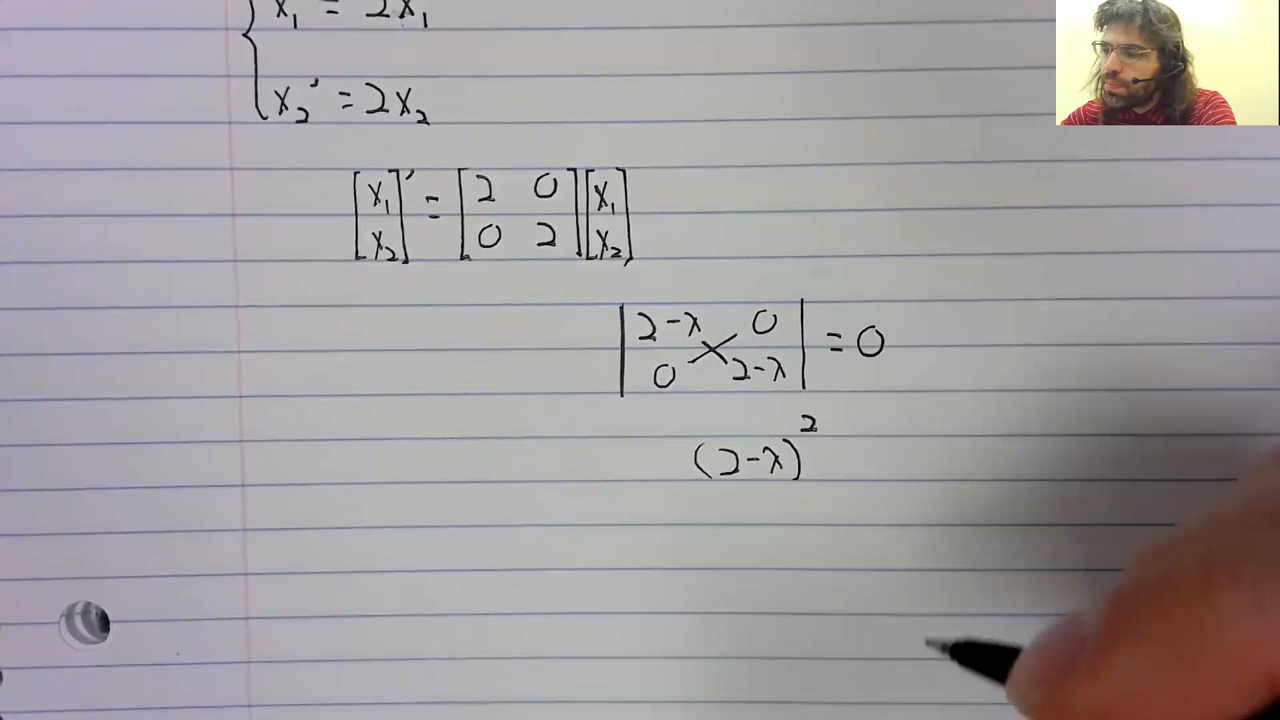 x₁ = 2x₁
x₂' = 2x₂
[x₁ x₂]' = [2 0 0 2][x₁ x₂]
|2-λ 0 0 2-λ| = 0
(2-λ)²